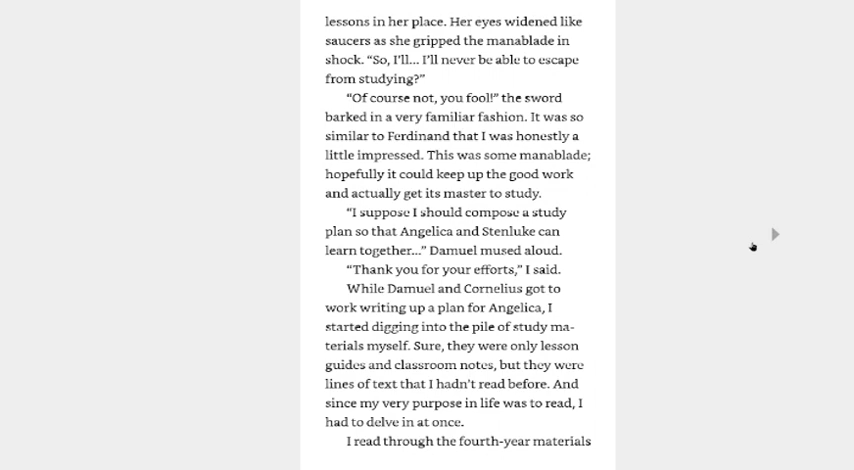 lessons in her place. Her eyes widened like
saucers as she gripped the manablade in
shock. “So, I’ll... I’ll never be able to escape
from studying?”
“Of course not, you fool!” the sword
barked in a very familiar fashion. It was so
similar to Ferdinand that I was honestly a
little impressed. This was some manablade;
hopefully it could keep up the good work
and actually get its master to study.
“I suppose I should compose a study
plan so that Angelica and Stenluke can
learn together...” Damuel mused aloud.
“Thank you for your efforts,” I said.
While Damuel and Cornelius got to
work writing up a plan for Angelica, I
started digging into the pile of study ma-
terials myself. Sure, they were only lesson
guides and classroom notes, but they were
lines of text that I hadn’t read before. And
since my very purpose in life was to read, I
had to delve in at once.
I read through the fourth-year materials